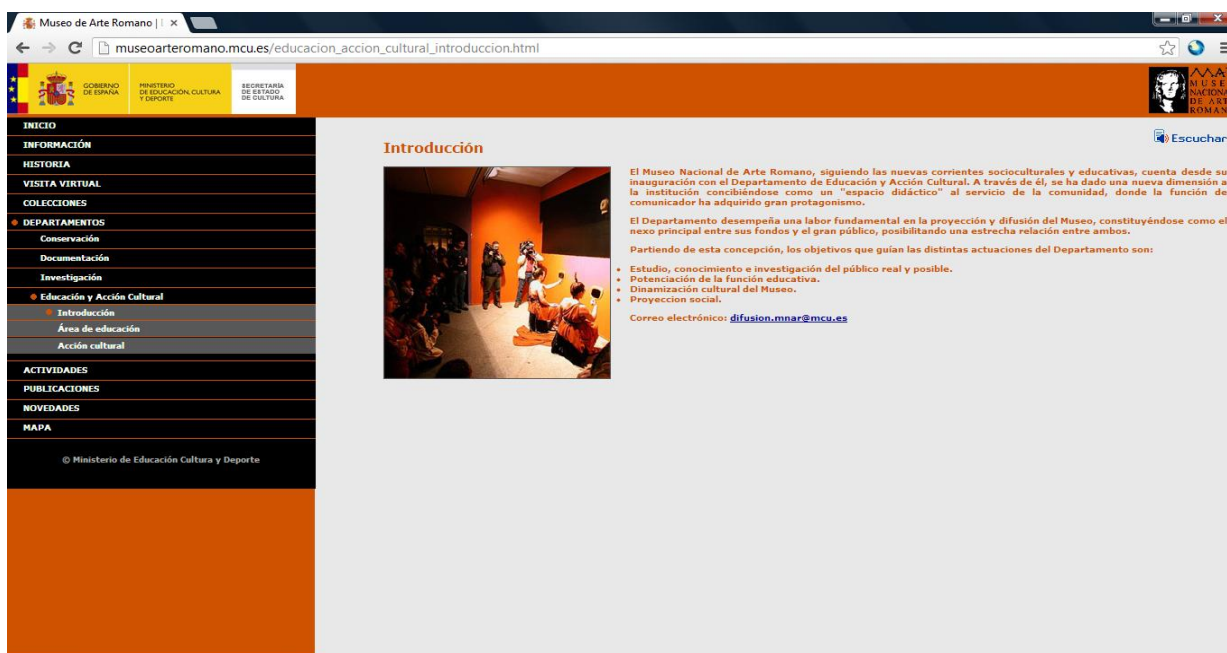 Museo de Arte Romano |
museoarteromano.mcu.es/educacion_accion_cultural_introduccion.html
GOBIERNO
DE ESPAÑA
MINISTERIO
DE EDUCACIÓN, CULTURA
Y DEPORTE
SECRETARÍA
DE ESTADO
DE CULTURA
MUSE
NACIONA
DE ART
ROMAN
INICIO
INFORMACIÓN
HISTORIA
VISITA VIRTUAL
COLECCIONES
DEPARTAMENTOS
Conservación
Documentación
Investigación
Educación y Acción Cultural
Introducción
Área de educación
Acción cultural
ACTIVIDADES
PUBLICACIONES
NOVEDADES
MAPA
© Ministerio de Educación Cultura y Deporte
Escuchar
Introducción
El Museo Nacional de Arte Romano, siguiendo las nuevas corrientes socioculturales y educativas, cuenta desde su
inauguración con el Departamento de Educación y Acción Cultural. A través de él, se ha dado una nueva dimensión a
la institución concibiéndose como un "espacio didáctico" al servicio de la comunidad, donde la función de
comunicador ha adquirido gran protagonismo.
El Departamento desempeña una labor fundamental en la proyección y difusión del Museo, constituyéndose como el
nexo principal entre sus fondos y el gran público, posibilitando una estrecha relación entre ambos.
Partiendo de esta concepción, los objetivos que guían las distintas actuaciones del Departamento son:
Estudio, conocimiento e investigación del público real y posible.
Potenciación de la función educativa.
Dinamización cultural del Museo.
Proyeccion social.
Correo electrónico: difusion.mnar@mcu.es